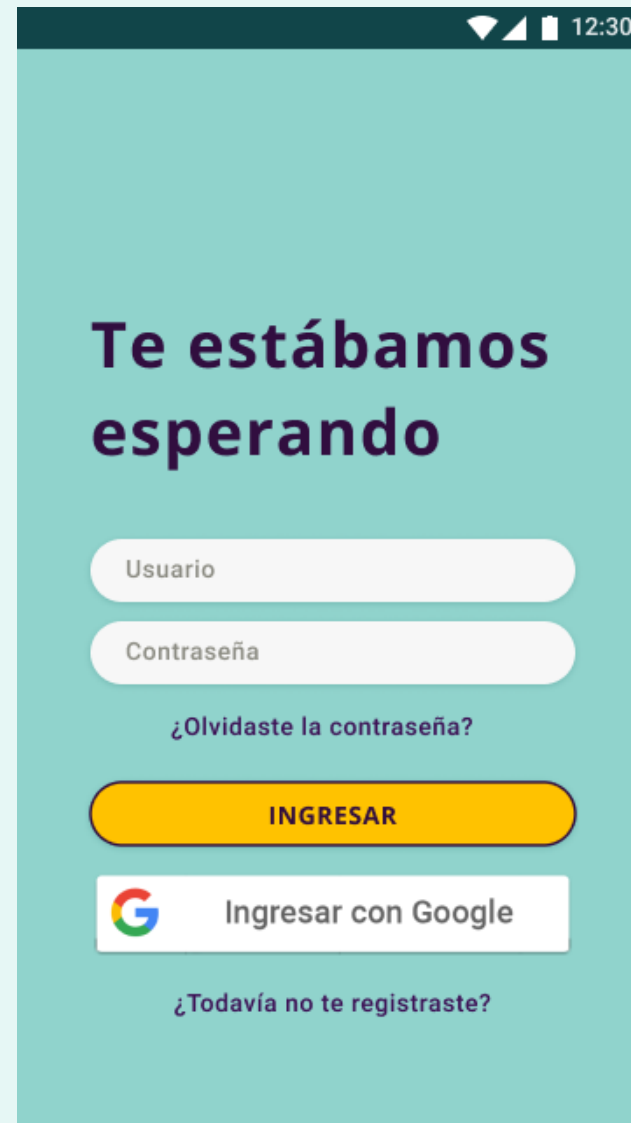 12:30
Te estábamos
esperando
Usuario
Contraseña
¿Olvidaste la contraseña?
INGRESAR
Ingresar con Google
¿Todavía no te registraste?